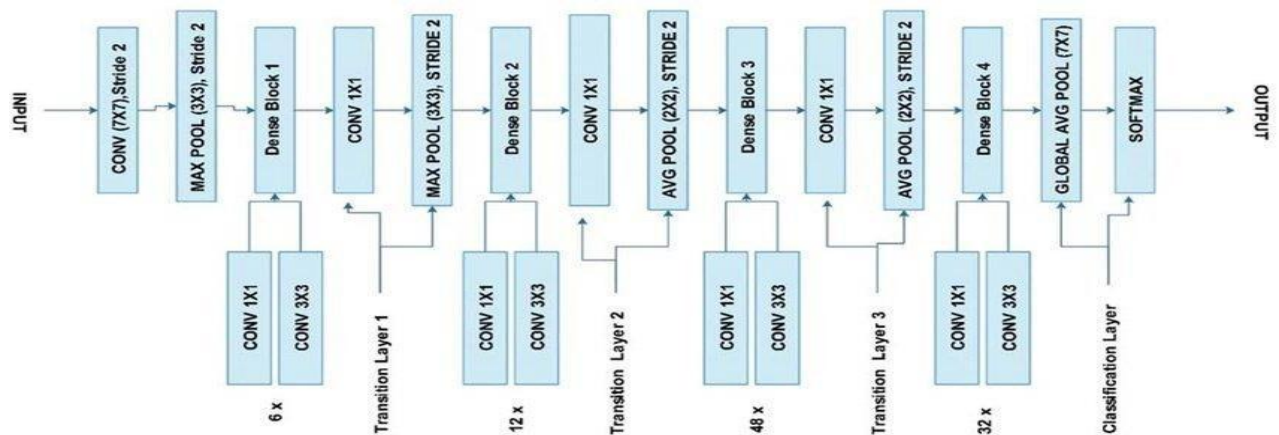 INPUT
CONV (7X7),Stride 2
MAX POOL (3X3), Stride 2
Dense Block 1
CONV 1X1
MAX POOL (3X3), STRIDE 2
Dense Block 2
CONV 1X1
AVG POOL (2X2), STRIDE 2
Dense Block 3
CONV 1X1
AVG POOL (2X2), STRIDE 2
Dense Block 4
GLOBAL AVG POOL (7X7)
SOFTMAX
OUTPUT
CONV 1X1
CONV 3X3
6 x
Transition Layer 1
CONV 1X1
CONV 3X3
12 x
Transition Layer 2
CONV 1X1
CONV 3X3
48 x
Transition Layer 3
CONV 1X1
CONV 3X3
32x
Classification Layer